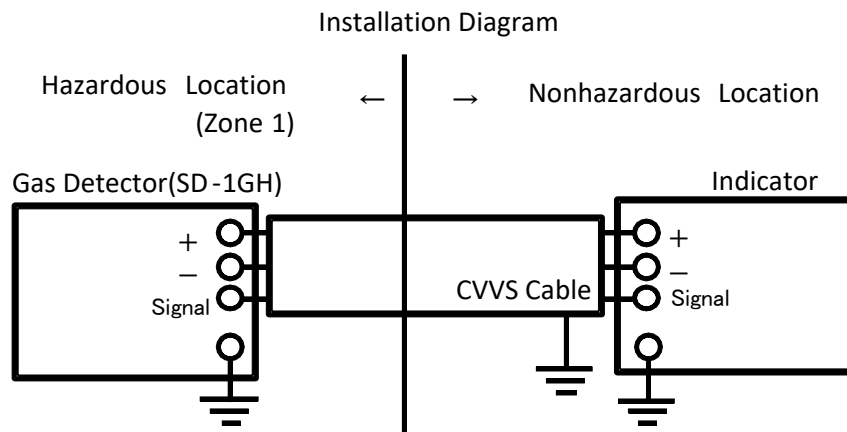 Installation Diagram
Hazardous Location
(Zone 1)
← →
Nonhazardous Location
Gas Detector(SD-1GH)
Indicator
+
−
Signal
CVVS Cable
+
−
Signal